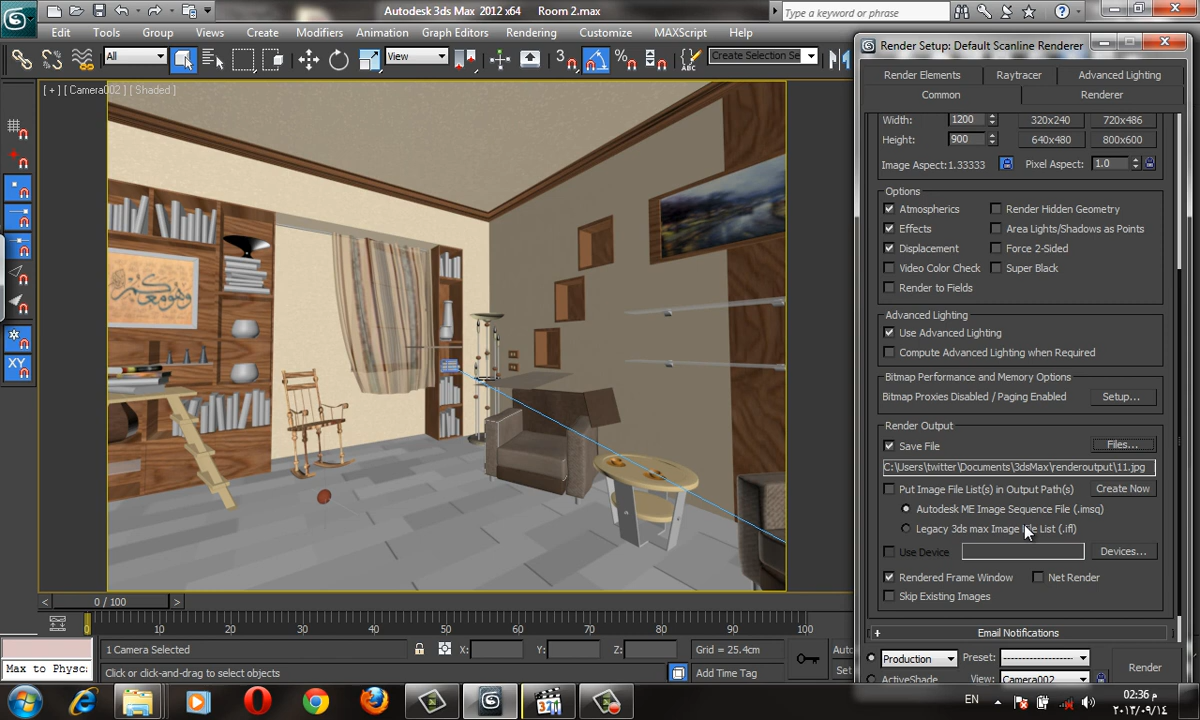 Autodesk 3ds Max 2012 x64 Room 2.max
Type a keyword or phrase
Edit Tools Group Views Create Modifiers Animation Graph Editors Rendering Customize MAXScript Help
All
View
3
Create Selection Se
[ + ] [ Camera002 ] [ Shaded ]
XY
وهو معكم
Render Setup: Default Scanline Renderer
Render Elements Raytracer Advanced Lighting
Common Renderer
Width: 1200 320x240 720x486
Height: 900 640x480 800x600
Image Aspect: 1.33333 Pixel Aspect: 1.0
Options
Atmospherics Render Hidden Geometry
Effects Area Lights/Shadows as Points
Displacement Force 2-Sided
Video Color Check Super Black
Render to Fields
Advanced Lighting
Use Advanced Lighting
Compute Advanced Lighting when Required
Bitmap Performance and Memory Options
Bitmap Proxies Disabled / Paging Enabled Setup...
Render Output
Save File Files...
C:\Users\twitter\Documents\3dsMax\renderoutput\11.jpg
Put Image File List(s) in Output Path(s) Create Now
Autodesk ME Image Sequence File (.imsq)
Legacy 3ds max Image File List (.ifl)
Use Device Devices...
Rendered Frame Window Net Render
Skip Existing Images
+ Email Notifications
Production Preset: -----------------
ActiveShade View: Camera002
Render
< 0 / 100 >
0 10 20 30 40 50 60 70 80 90 100
1 Camera Selected X: Y: Z: Grid = 25.4cm Auto
Max to Physc
Click or click-and-drag to select objects Add Time Tag Set
EN
02:36 م
٢٠١٣/٠٩/١٤